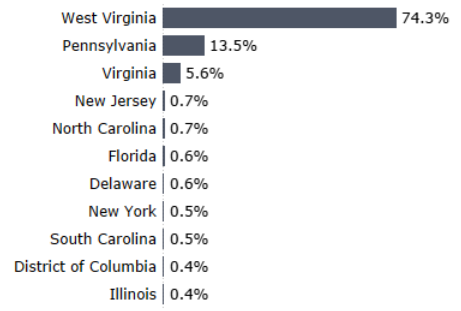 West Virginia 74.3%
Pennsylvania 13.5%
Virginia 5.6%
New Jersey 0.7%
North Carolina 0.7%
Florida 0.6%
Delaware 0.6%
New York 0.5%
South Carolina 0.5%
District of Columbia 0.4%
Illinois 0.4%